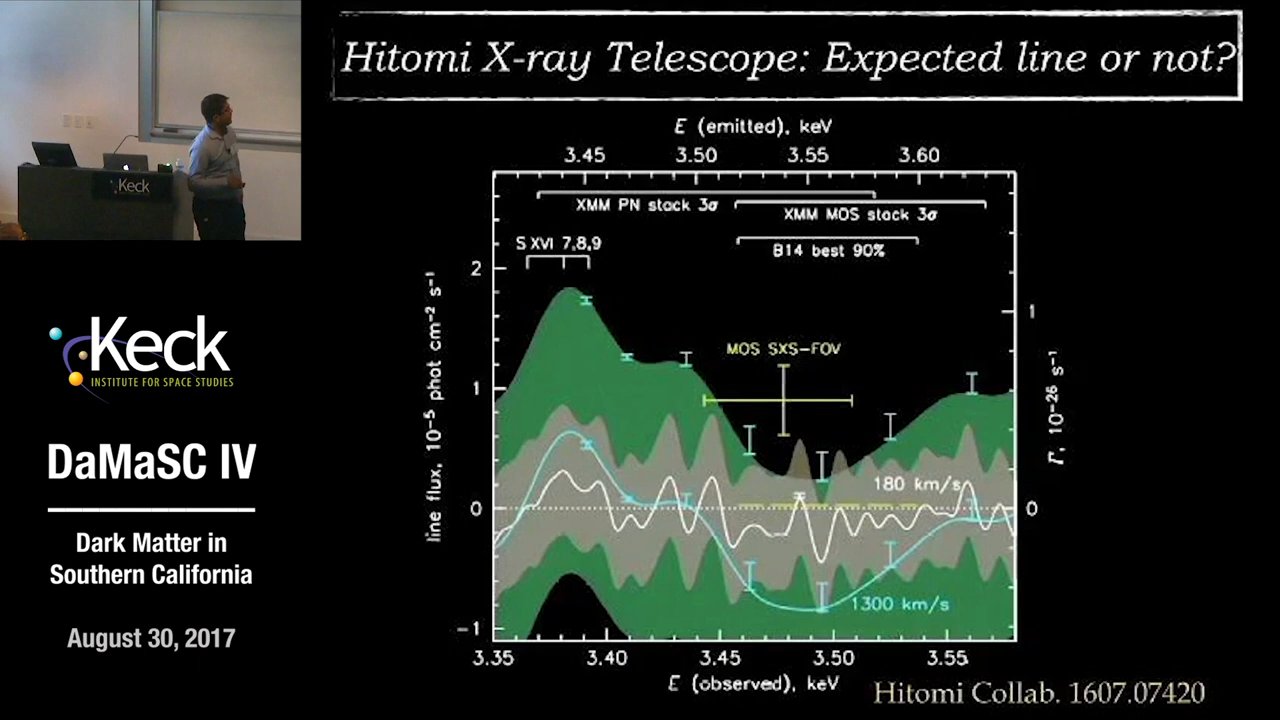 Hitomi X-ray Telescope: Expected line or not?
Keck
Keck
INSTITUTE FOR SPACE STUDIES
DaMaSC IV
Dark Matter in
Southern California
August 30, 2017
E (emitted), keV
3.45 3.50 3.55 3.60
XMM PN stack 3σ
XMM MOS stack 3σ
S XVI 7,8,9
B14 best 90%
MOS SXS-FOV
180 km/s
1300 km/s
line flux, 10⁻⁵ phot cm⁻² s⁻¹
2
1
0
-1
1
0
Γ, 10⁻²⁶ s⁻¹
3.35 3.40 3.45 3.50 3.55
E (observed), keV
Hitomi Collab. 1607.07420